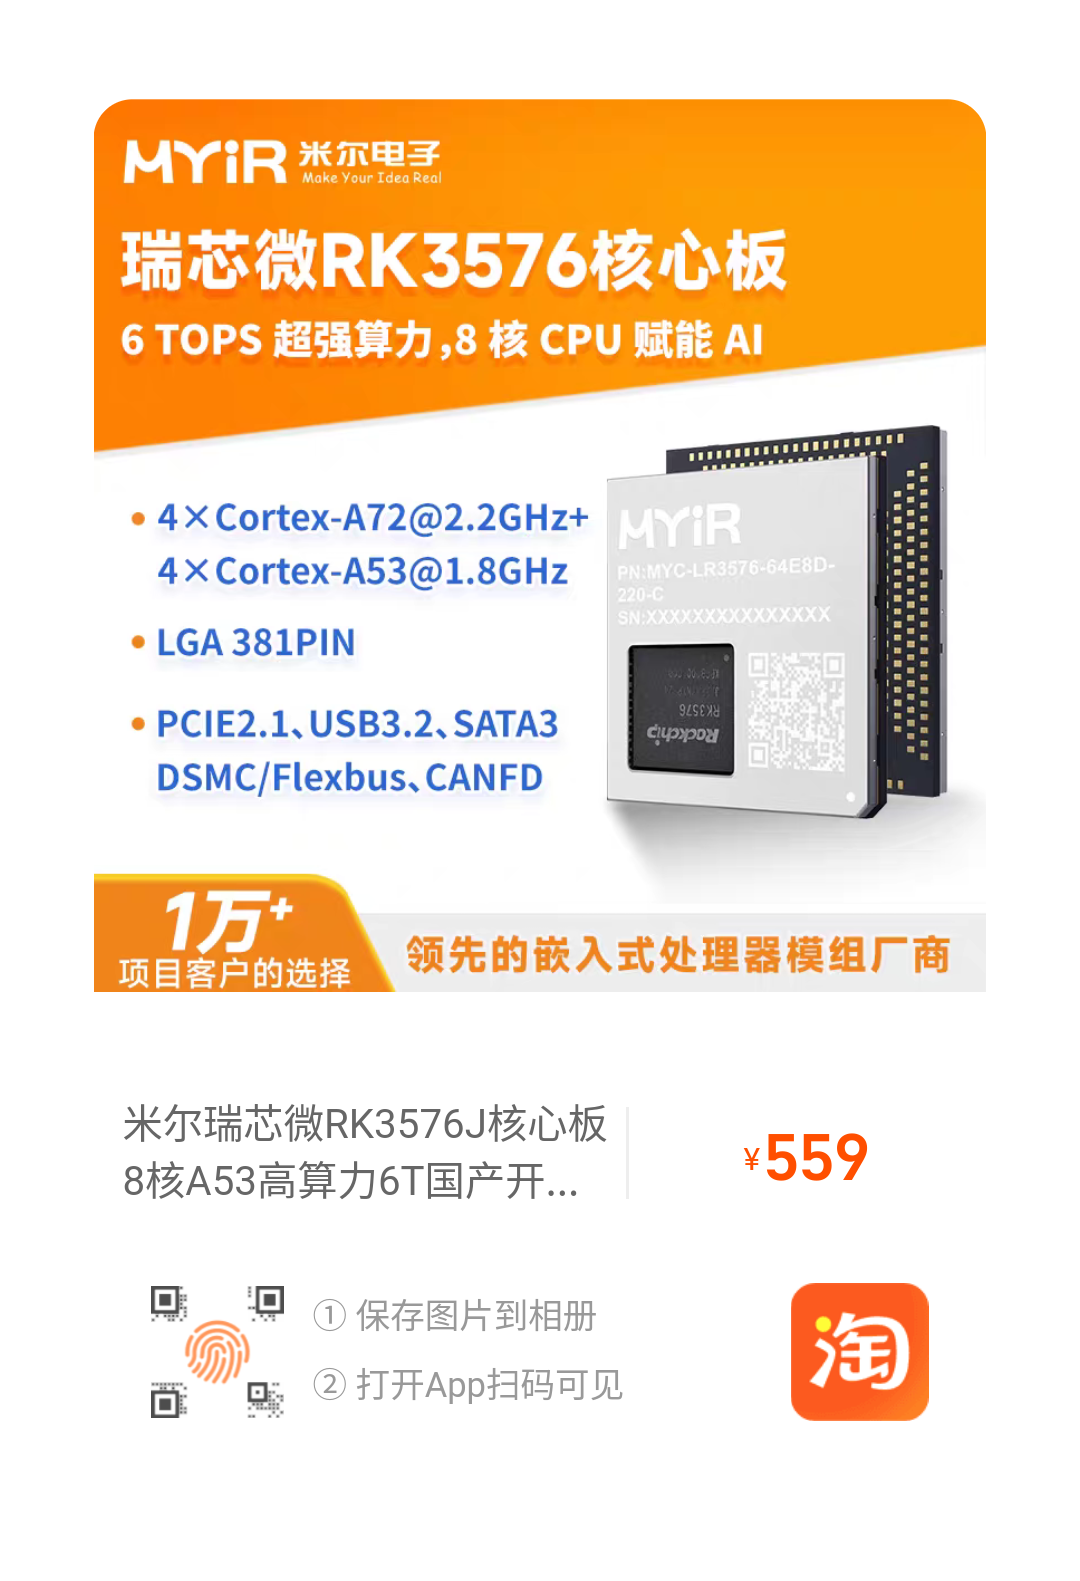 MYiR 米尔电子
Make Your Idea Real
瑞芯微RK3576核心板
6 TOPS 超强算力,8 核 CPU 赋能 AI
4×Cortex-A72@2.2GHz+
4×Cortex-A53@1.8GHz
LGA 381PIN
PCIE2.1、USB3.2、SATA3
DSMC/Flexbus、CANFD
MYiR
PN:MYC-LR3576-64E8D-
220-C
SN:XXXXXXXXXXXXXXXX
RK3576
Rockchip
1万+
项目客户的选择
领先的嵌入式处理器模组厂商
米尔瑞芯微RK3576J核心板
8核A53高算力6T国产开...
¥559
① 保存图片到相册
② 打开App扫码可见
淘